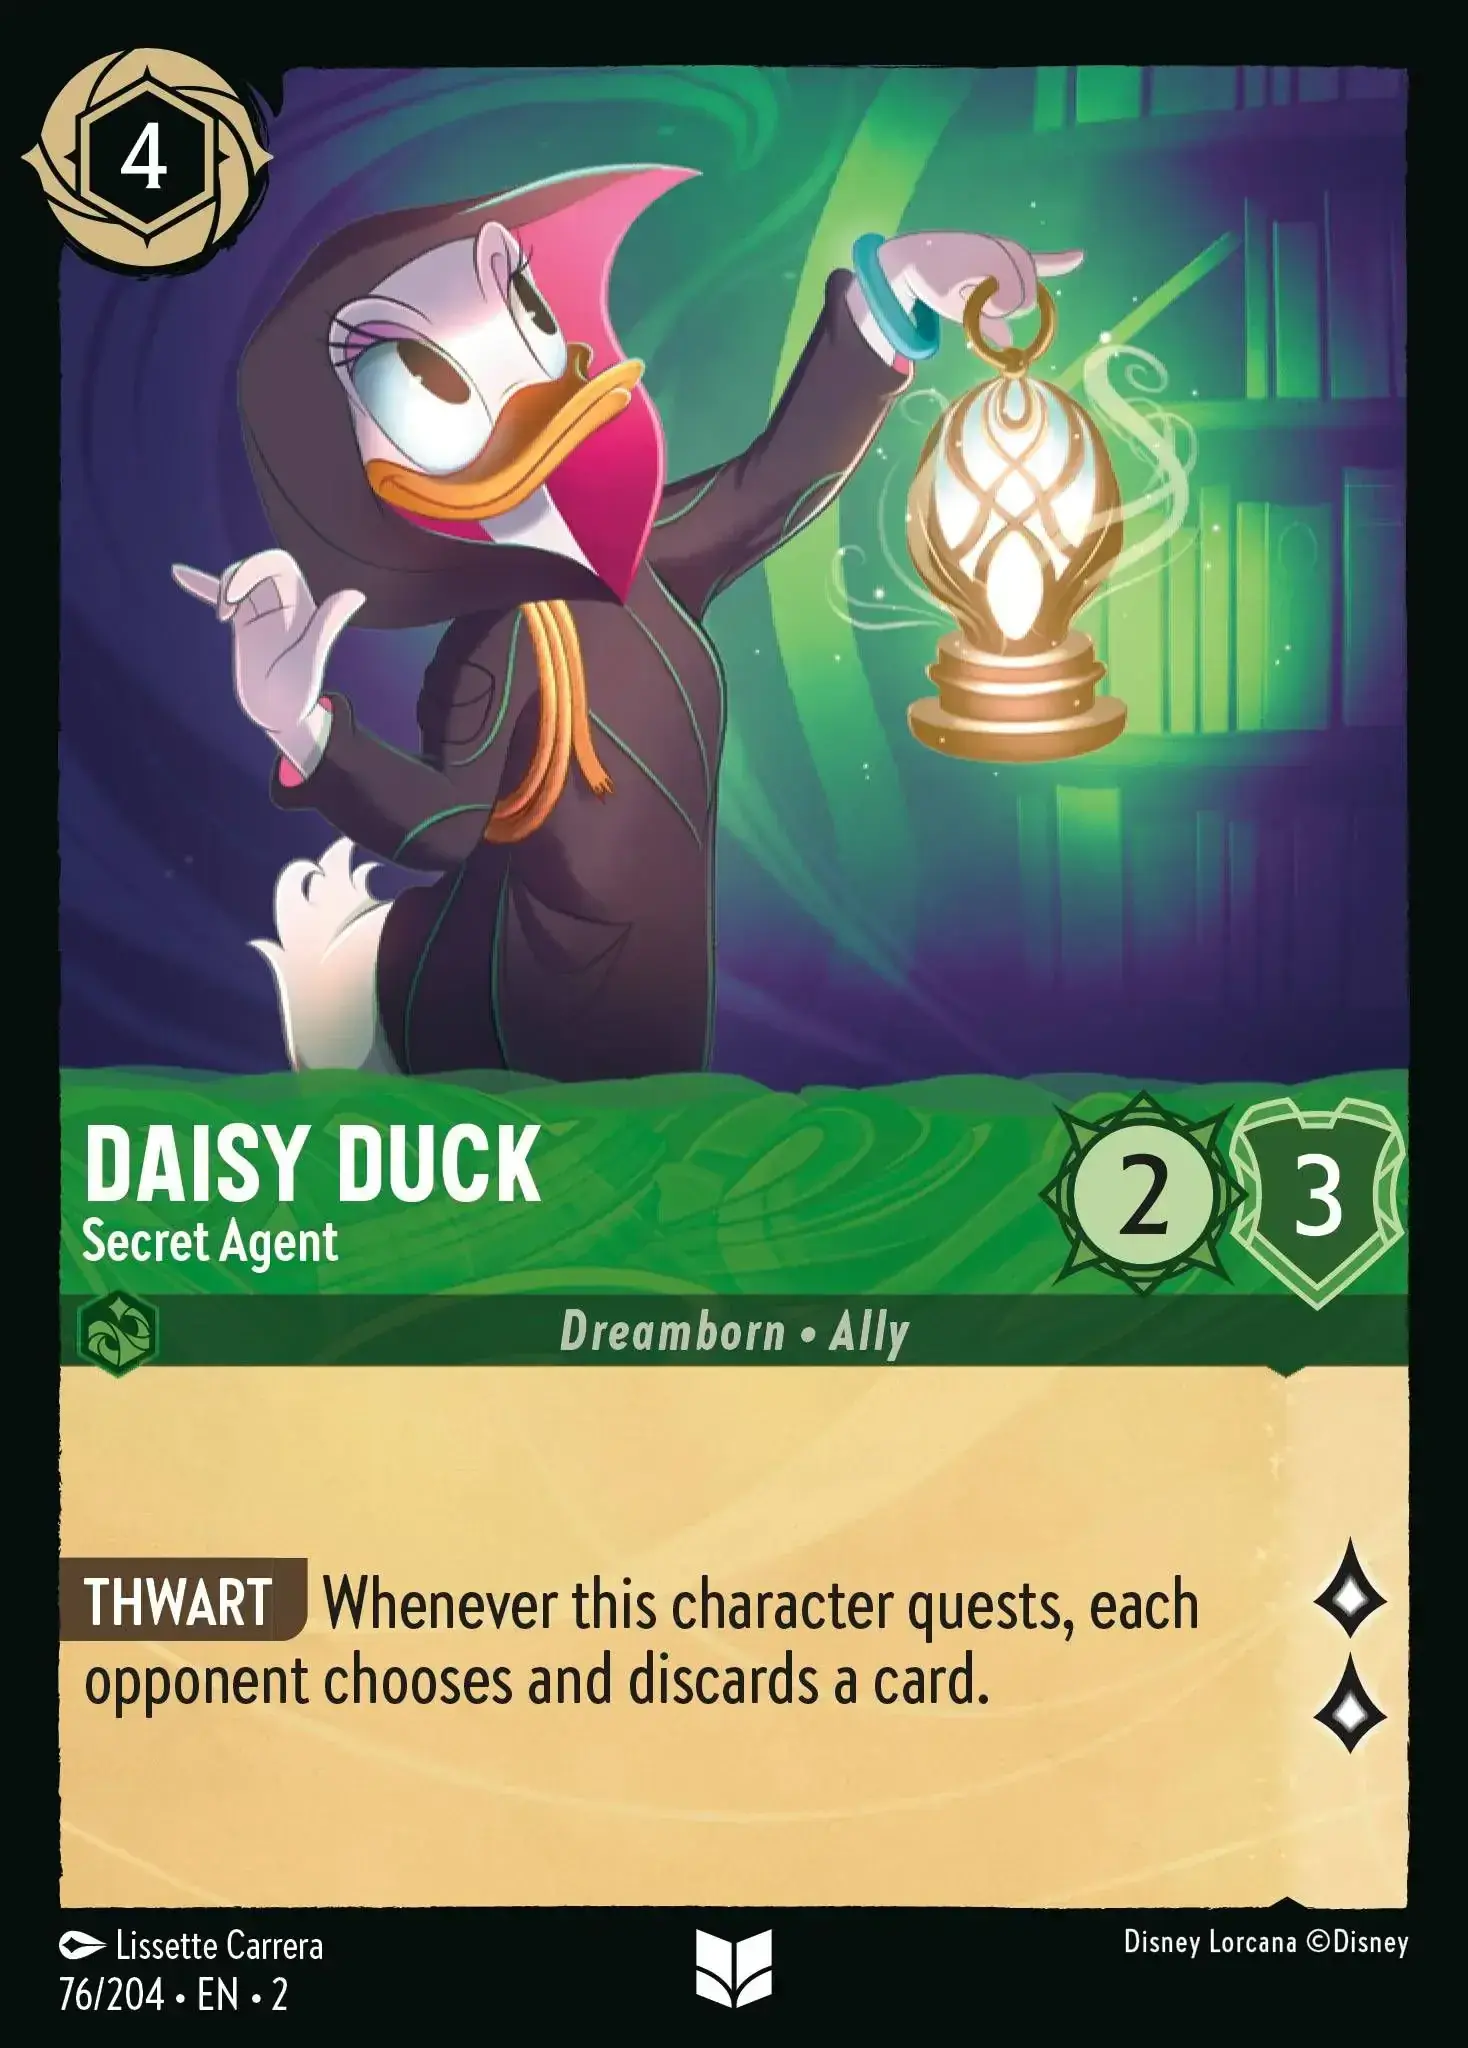 4
DAISY DUCK
Secret Agent
2 3
Dreamborn • Ally
THWART Whenever this character quests, each
opponent chooses and discards a card.
Lissette Carrera
76/204 • EN • 2
Disney Lorcana ©Disney